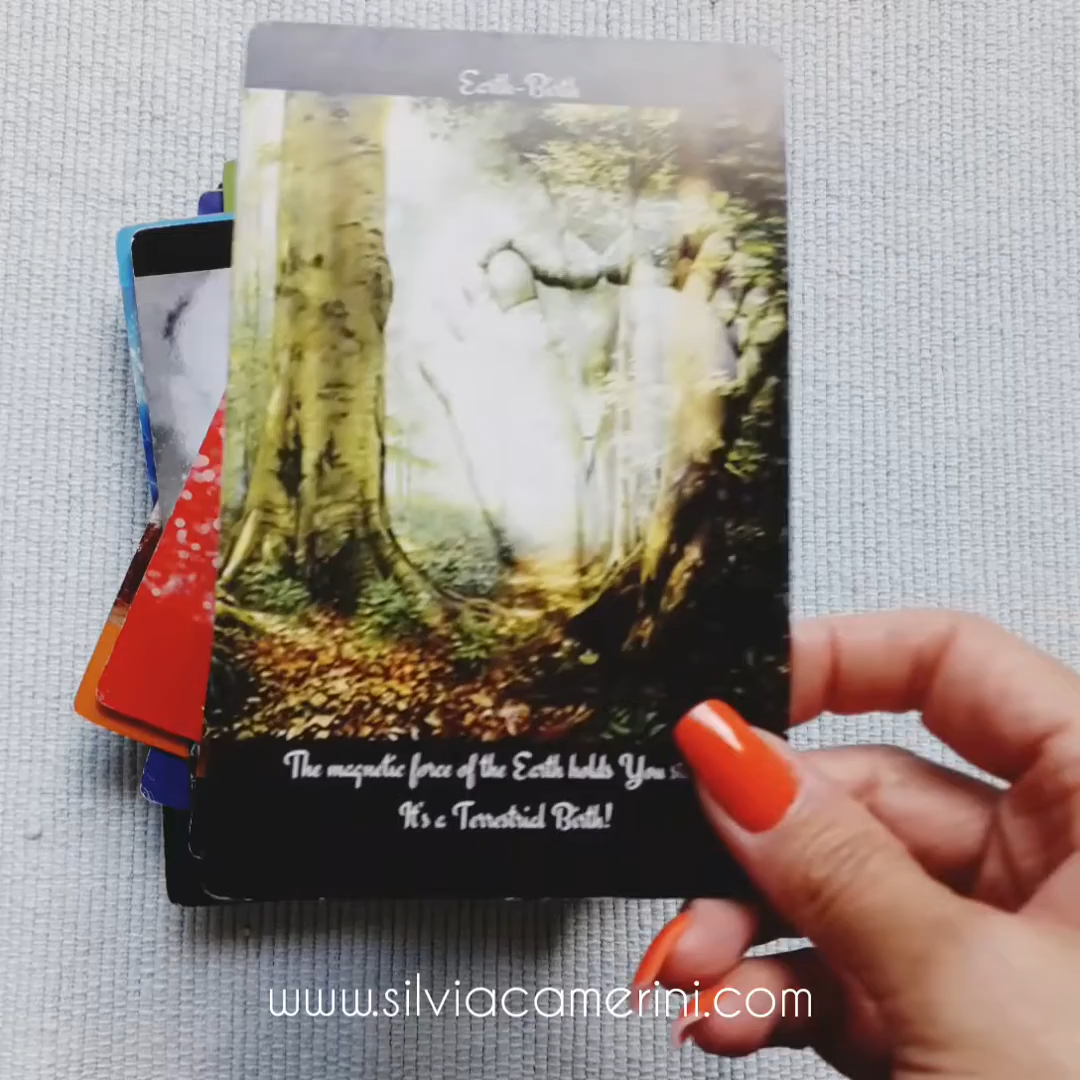 Earth-Birth
The magnetic force of the Earth holds You
It's a Terrestrial Birth!
www.silviacamerini.com